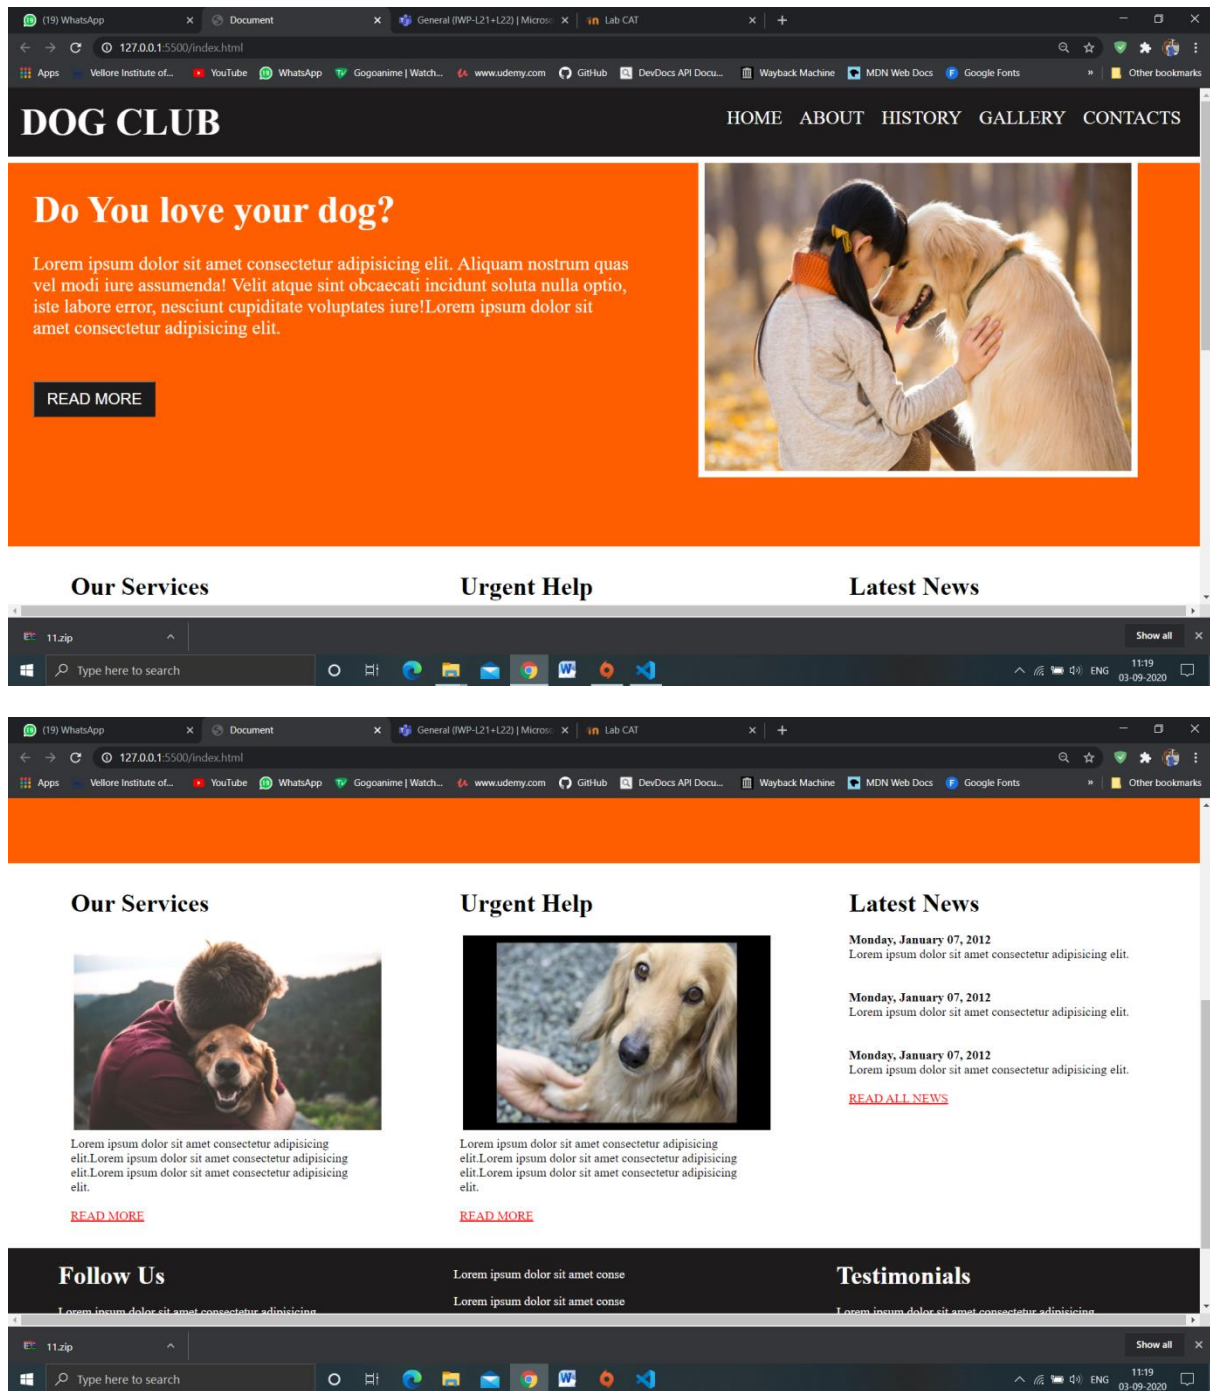 (19) WhatsApp
Document
General (IWP-L21+L22) | Microso
Lab CAT
127.0.0.1:5500/index.html
Apps
Vellore Institute of...
YouTube
WhatsApp
Gogoanime | Watch...
www.udemy.com
GitHub
DevDocs API Docu...
Wayback Machine
MDN Web Docs
Google Fonts
»
Other bookmarks
DOG CLUB
HOME ABOUT HISTORY GALLERY CONTACTS
Do You love your dog?
Lorem ipsum dolor sit amet consectetur adipisicing elit. Aliquam nostrum quas
vel modi iure assumenda! Velit atque sint obcaecati incidunt soluta nulla optio,
iste labore error, nesciunt cupiditate voluptates iure!Lorem ipsum dolor sit
amet consectetur adipisicing elit.
READ MORE
Our Services
Urgent Help
Latest News
11.zip
Show all
Type here to search
ENG
11:19
03-09-2020
(19) WhatsApp
Document
General (IWP-L21+L22) | Microso
Lab CAT
127.0.0.1:5500/index.html
Apps
Vellore Institute of...
YouTube
WhatsApp
Gogoanime | Watch...
www.udemy.com
GitHub
DevDocs API Docu...
Wayback Machine
MDN Web Docs
Google Fonts
»
Other bookmarks
Our Services
Lorem ipsum dolor sit amet consectetur adipisicing
elit.Lorem ipsum dolor sit amet consectetur adipisicing
elit.Lorem ipsum dolor sit amet consectetur adipisicing
elit.
READ MORE
Urgent Help
Lorem ipsum dolor sit amet consectetur adipisicing
elit.Lorem ipsum dolor sit amet consectetur adipisicing
elit.Lorem ipsum dolor sit amet consectetur adipisicing
elit.
READ MORE
Latest News
Monday, January 07, 2012
Lorem ipsum dolor sit amet consectetur adipisicing elit.
Monday, January 07, 2012
Lorem ipsum dolor sit amet consectetur adipisicing elit.
Monday, January 07, 2012
Lorem ipsum dolor sit amet consectetur adipisicing elit.
READ ALL NEWS
Follow Us
Lorem ipsum dolor sit amet consectetur adipisicing
Lorem ipsum dolor sit amet conse
Lorem ipsum dolor sit amet conse
Testimonials
Lorem ipsum dolor sit amet consectetur adipisicing
11.zip
Show all
Type here to search
ENG
11:19
03-09-2020